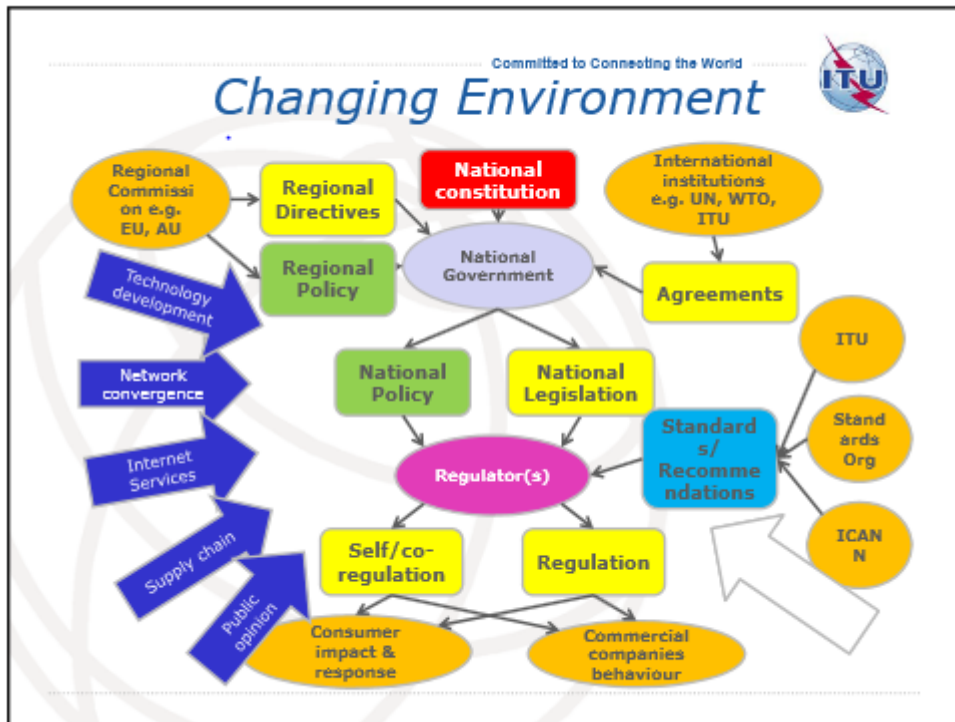 Committed to Connecting the World
ITU
Changing Environment
Regional
Commissi
on e.g.
EU, AU
Regional
Directives
National
constitution
International
institutions
e.g. UN, WTO,
ITU
Regional
Policy
National
Government
Agreements
Technology
development
ITU
Network
convergence
National
Policy
National
Legislation
Standard
s/
Recomme
ndations
Stand
ards
Org
Internet
Services
Regulator(s)
ICAN
N
Supply chain
Self/co-
regulation
Regulation
Public
opinion
Consumer
impact &
response
Commercial
companies
behaviour